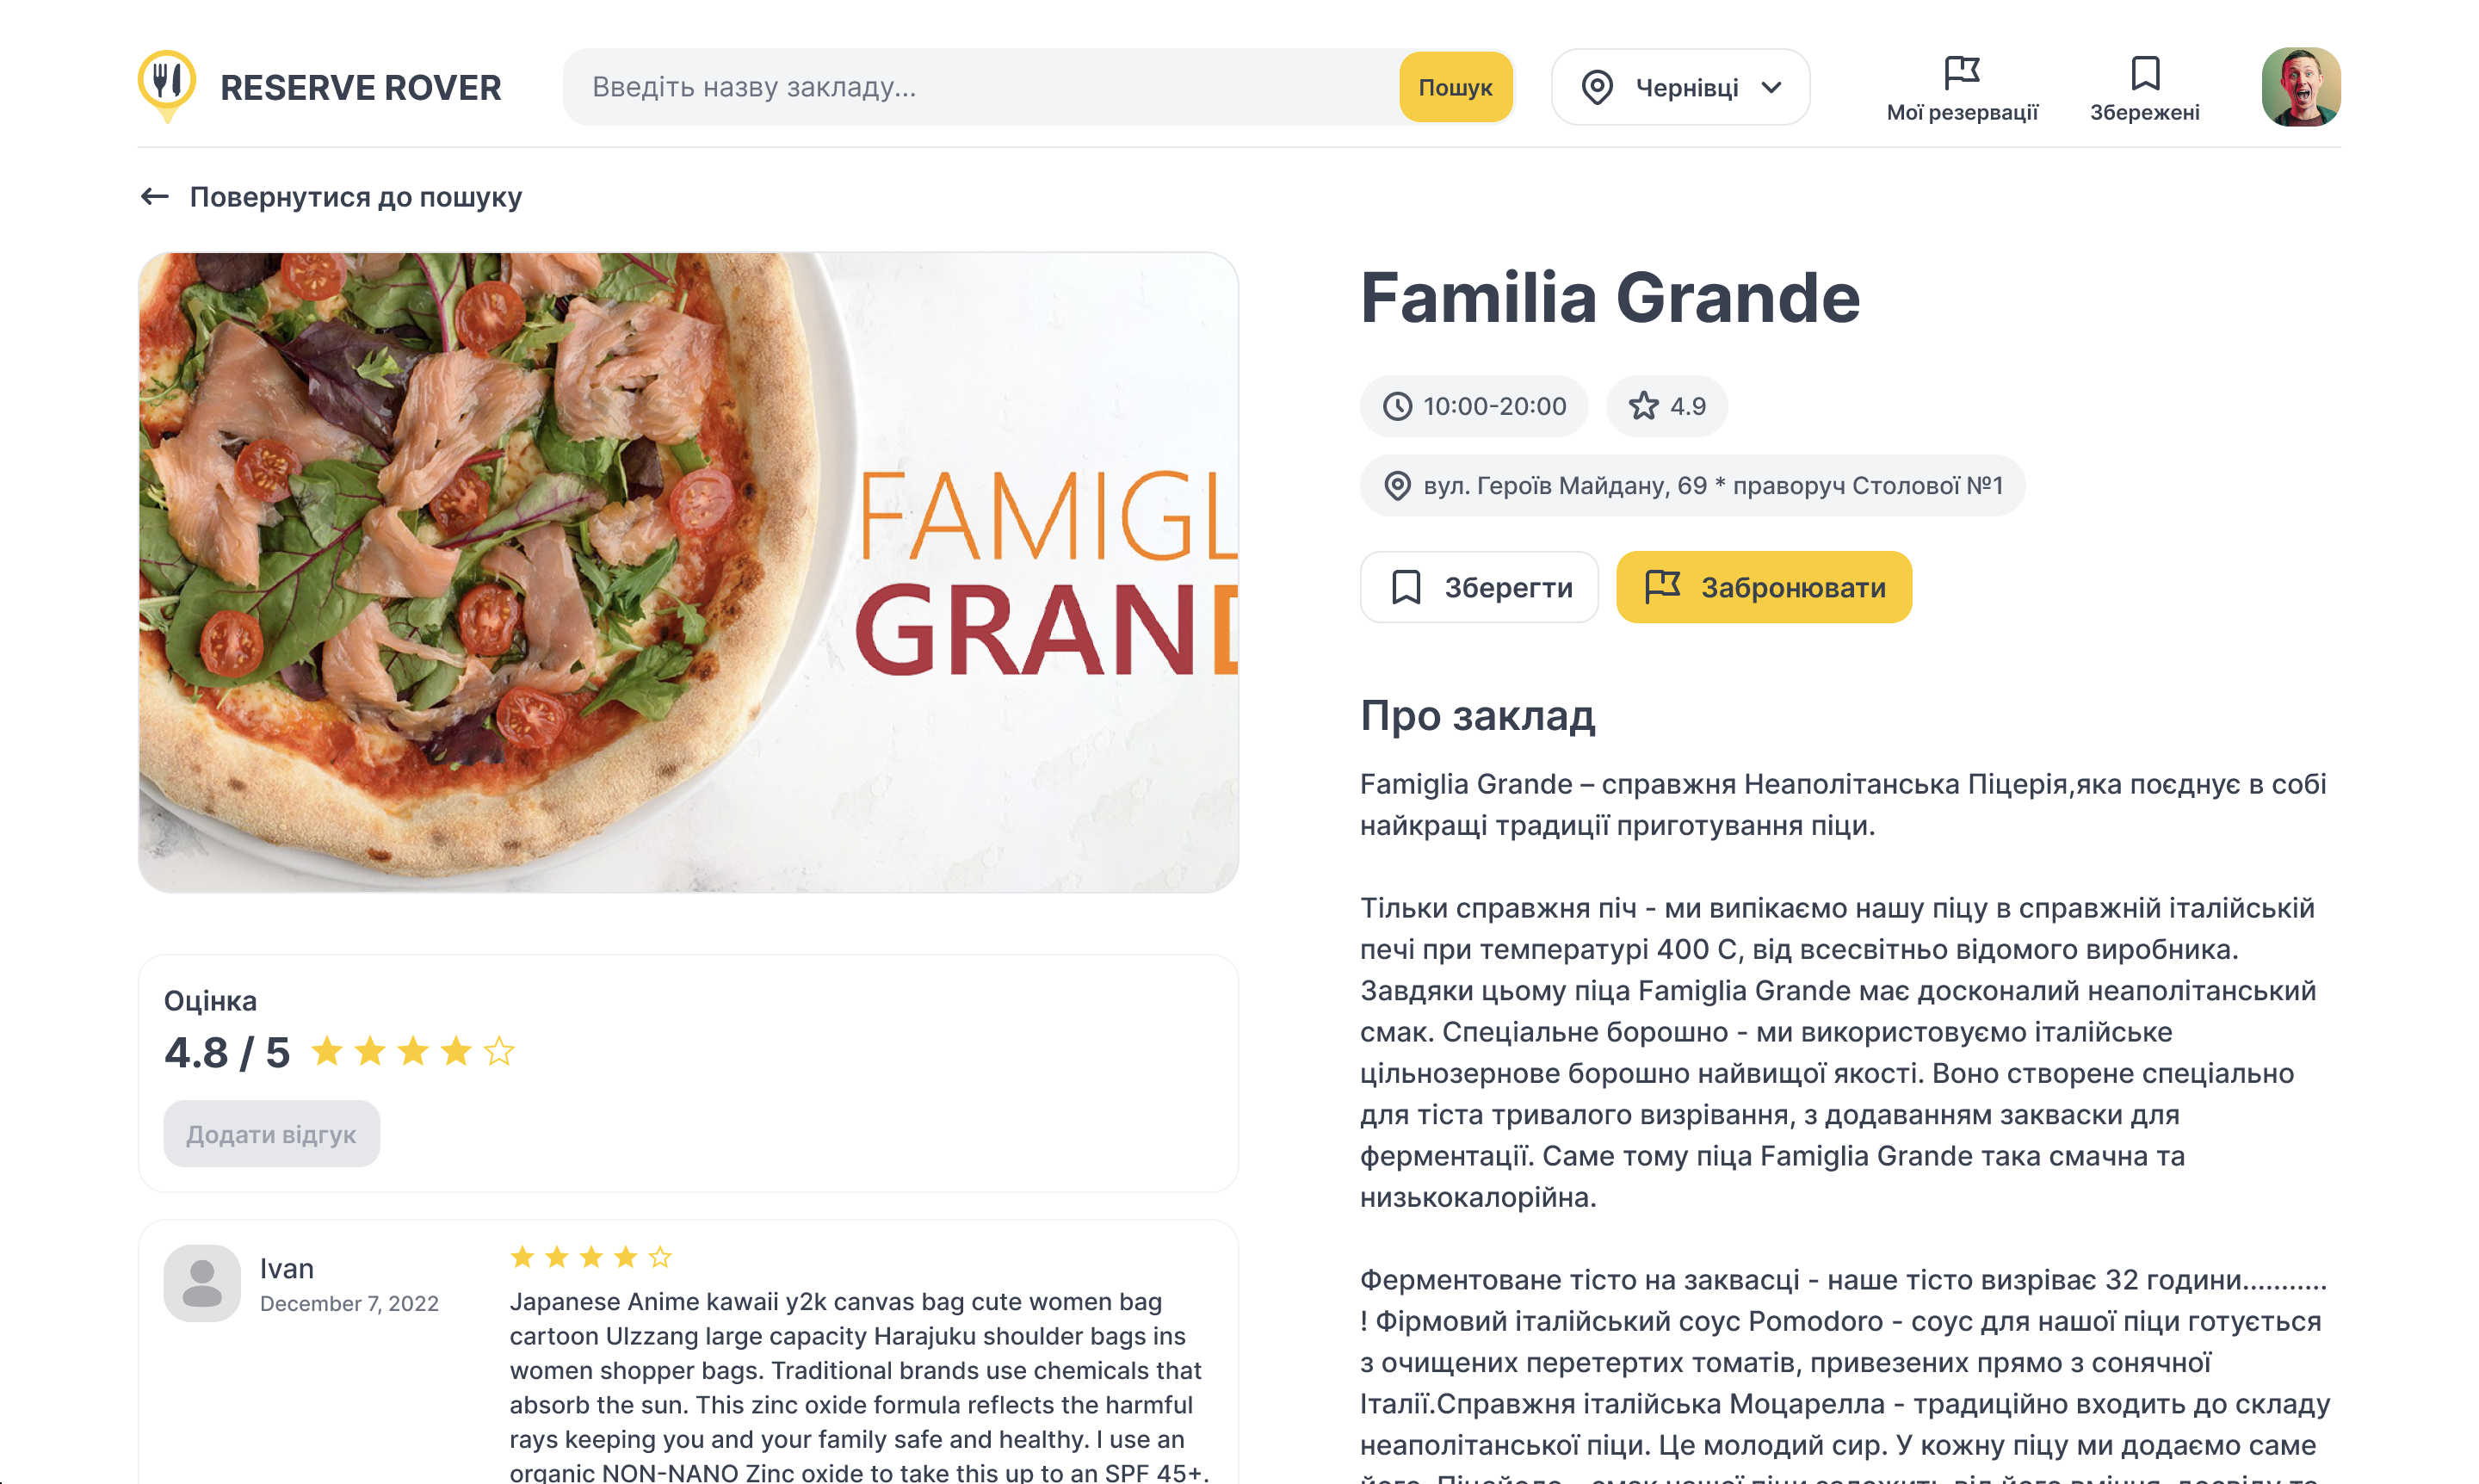 RESERVE ROVER
Введіть назву закладу...
Пошук
Чернівці
Мої резервації
Збережені
Повернутися до пошуку
FAMIGL
GRAND
Оцінка
4.8 / 5
Додати відгук
Ivan
December 7, 2022
Japanese Anime kawaii y2k canvas bag cute women bag
cartoon Ulzzang large capacity Harajuku shoulder bags ins
women shopper bags. Traditional brands use chemicals that
absorb the sun. This zinc oxide formula reflects the harmful
rays keeping you and your family safe and healthy. I use an
organic NON-NANO Zinc oxide to take this up to an SPF 45+.
Familia Grande
10:00-20:00
4.9
вул. Героїв Майдану, 69 * праворуч Столової №1
Зберегти
Забронювати
Про заклад
Famiglia Grande – справжня Неаполітанська Піцерія,яка поєднує в собі
найкращі традиції приготування піци.
Тільки справжня піч - ми випікаємо нашу піцу в справжній італійській
печі при температурі 400 С, від всесвітньо відомого виробника.
Завдяки цьому піца Famiglia Grande має досконалий неаполітанський
смак. Спеціальне борошно - ми використовуємо італійське
цільнозернове борошно найвищої якості. Воно створене спеціально
для тіста тривалого визрівання, з додаванням закваски для
ферментації. Саме тому піца Famiglia Grande така смачна та
низькокалорійна.
Ферментоване тісто на заквасці - наше тісто визріває 32 години...........
! Фірмовий італійський соус Pomodoro - соус для нашої піци готується
з очищених перетертих томатів, привезених прямо з сонячної
Італії.Справжня італійська Моцарелла - традиційно входить до складу
неаполітанської піци. Це молодий сир. У кожну піцу ми додаємо саме